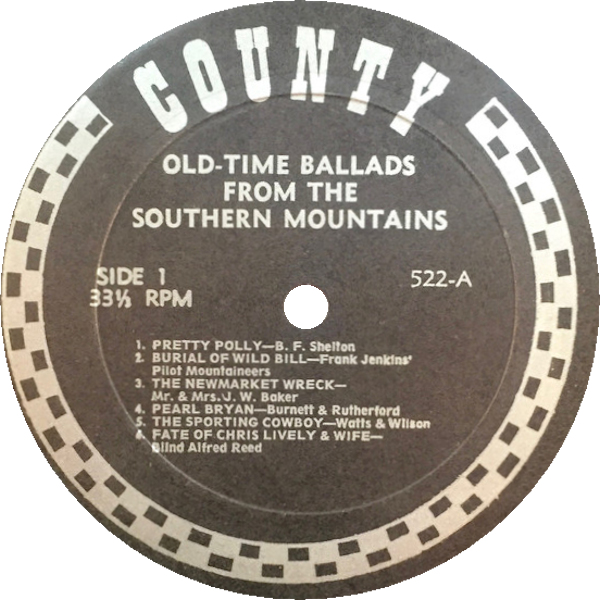 COUNTY
OLD-TIME BALLADS
FROM THE
SOUTHERN MOUNTAINS
SIDE 1
522-A
33⅓ RPM
1. PRETTY POLLY—B. F. Shelton
2. BURIAL OF WILD BILL—Frank Jenkins'
Pilot Mountaineers
3. THE NEWMARKET WRECK—
Mr. & Mrs. J. W. Baker
4. PEARL BRYAN—Burnett & Rutherford
5. THE SPORTING COWBOY—Watts & Wilson
6. FATE OF CHRIS LIVELY & WIFE—
Blind Alfred Reed